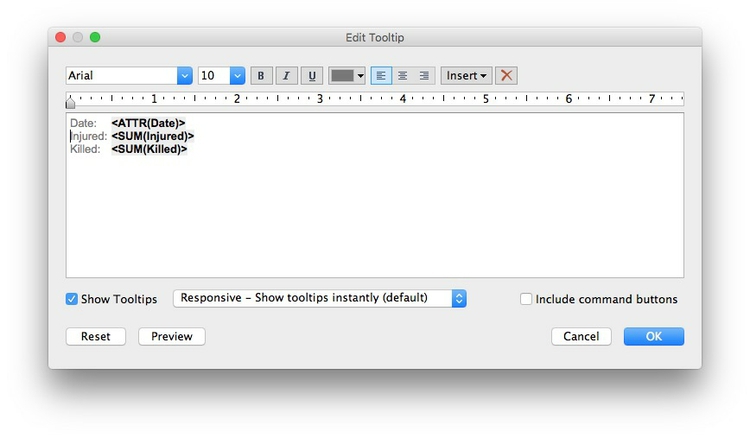 Edit Tooltip
Arial 10 B I U Insert
1 2 3 4 5 6 7
Date: <ATTR(Date)>
Injured: <SUM(Injured)>
Killed: <SUM(Killed)>
Show Tooltips Responsive – Show tooltips instantly (default) Include command buttons
Reset Preview Cancel OK